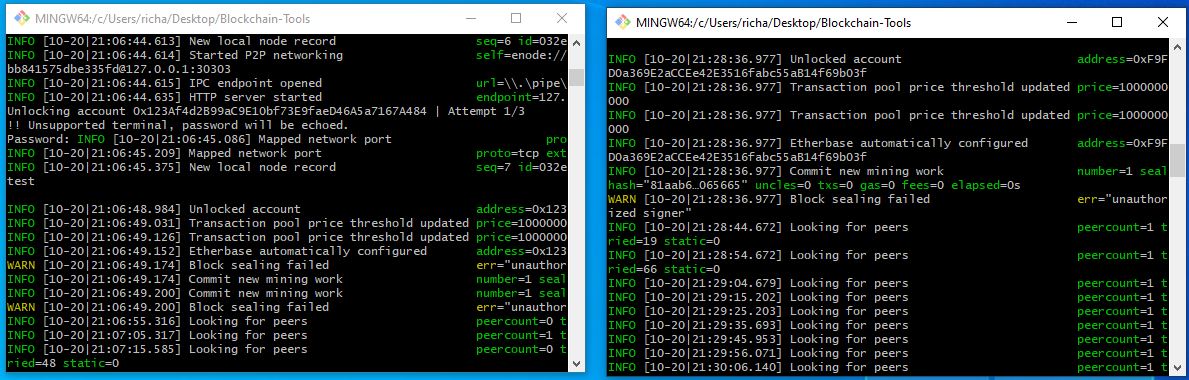 MINGW64:/c/Users/richa/Desktop/Blockchain-Tools
INFO [10-20|21:06:44.613] New local node record seq=6 id=032e
INFO [10-20|21:06:44.614] Started P2P networking self=enode://
bb841575dbe335fd@127.0.0.1:30303
INFO [10-20|21:06:44.615] IPC endpoint opened url=\\.\pipe\
INFO [10-20|21:06:44.635] HTTP server started endpoint=127.
Unlocking account 0x123Af4d2B99aC9E10bf73E9faeD46A5a7167A484 | Attempt 1/3
!! Unsupported terminal, password will be echoed.
Password: INFO [10-20|21:06:45.086] Mapped network port pro
INFO [10-20|21:06:45.209] Mapped network port proto=tcp ext
INFO [10-20|21:06:45.375] New local node record seq=7 id=032e
test
INFO [10-20|21:06:48.984] Unlocked account address=0x123
INFO [10-20|21:06:49.031] Transaction pool price threshold updated price=1000000
INFO [10-20|21:06:49.126] Transaction pool price threshold updated price=1000000
INFO [10-20|21:06:49.152] Etherbase automatically configured address=0x123
WARN [10-20|21:06:49.174] Block sealing failed err="unauthor
INFO [10-20|21:06:49.174] Commit new mining work number=1 seal
INFO [10-20|21:06:49.200] Commit new mining work number=1 seal
WARN [10-20|21:06:49.200] Block sealing failed err="unauthor
INFO [10-20|21:06:55.316] Looking for peers peercount=0 t
INFO [10-20|21:07:05.317] Looking for peers peercount=1 t
INFO [10-20|21:07:15.585] Looking for peers peercount=0 t
ried=48 static=0
MINGW64:/c/Users/richa/Desktop/Blockchain-Tools
INFO [10-20|21:28:36.977] Unlocked account address=0xF9F
D0a369E2aCCEe42E3516fabc55aB14f69b03f
INFO [10-20|21:28:36.977] Transaction pool price threshold updated price=1000000
000
INFO [10-20|21:28:36.977] Transaction pool price threshold updated price=1000000
000
INFO [10-20|21:28:36.977] Etherbase automatically configured address=0xF9F
D0a369E2aCCEe42E3516fabc55aB14f69b03f
INFO [10-20|21:28:36.977] Commit new mining work number=1 seal
hash="81aab6…065665" uncles=0 txs=0 gas=0 fees=0 elapsed=0s
WARN [10-20|21:28:36.977] Block sealing failed err="unauthor
ized signer"
INFO [10-20|21:28:44.672] Looking for peers peercount=1 t
ried=19 static=0
INFO [10-20|21:28:54.672] Looking for peers peercount=1 t
ried=66 static=0
INFO [10-20|21:29:04.679] Looking for peers peercount=1 t
INFO [10-20|21:29:15.202] Looking for peers peercount=1 t
INFO [10-20|21:29:25.203] Looking for peers peercount=1 t
INFO [10-20|21:29:35.693] Looking for peers peercount=1 t
INFO [10-20|21:29:45.953] Looking for peers peercount=1 t
INFO [10-20|21:29:56.071] Looking for peers peercount=1 t
INFO [10-20|21:30:06.140] Looking for peers peercount=1 t